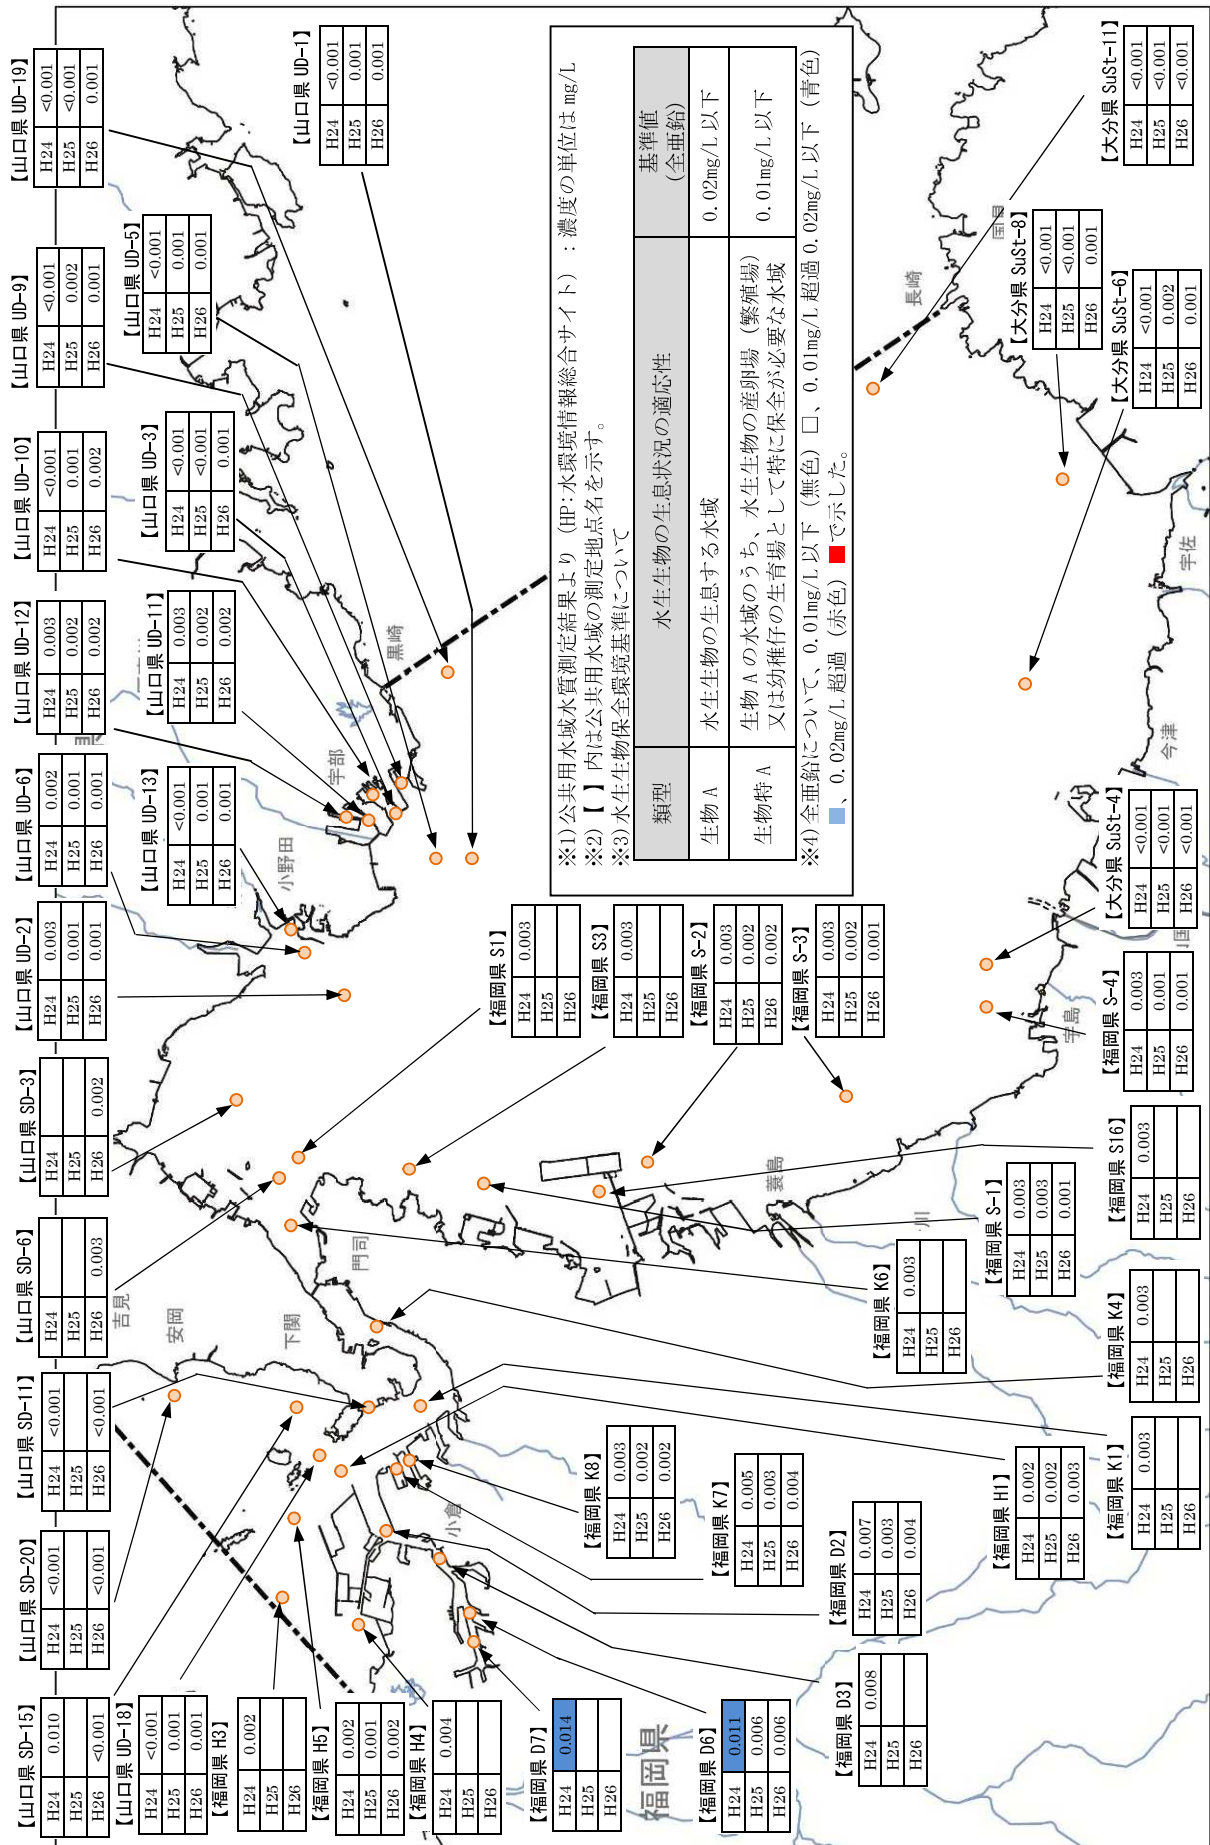 【山口県 SD-15】
H24 0.010
H25
H26 <0.001
【山口県 SD-20】
H24 <0.001
H25
H26 <0.001
【山口県 SD-11】
H24 <0.001
H25
H26 <0.001
【山口県 SD-6】
H24
H25
H26 0.003
【山口県 SD-3】
H24
H25
H26 0.002
【山口県 UD-2】
H24 0.003
H25 0.001
H26 0.001
【山口県 UD-6】
H24 0.002
H25 0.001
H26 0.001
【山口県 UD-12】
H24 0.003
H25 0.002
H26 0.002
【山口県 UD-10】
H24 <0.001
H25 0.001
H26 0.002
【山口県 UD-9】
H24 <0.001
H25 0.002
H26 0.001
【山口県 UD-19】
H24 <0.001
H25 <0.001
H26 0.001
【山口県 UD-18】
H24 <0.001
H25 0.001
H26 0.001
【山口県 UD-13】
H24 <0.001
H25 0.001
H26 0.001
【山口県 UD-11】
H24 0.003
H25 0.002
H26 0.002
【山口県 UD-3】
H24 <0.001
H25 <0.001
H26 0.001
【山口県 UD-5】
H24 <0.001
H25 0.001
H26 0.001
【山口県 UD-1】
H24 <0.001
H25 0.001
H26 0.001
【福岡県 H3】
H24 0.002
H25
H26
【福岡県 H5】
H24 0.002
H25 0.001
H26 0.002
【福岡県 H4】
H24 0.004
H25
H26
【福岡県 D7】
H24 0.014
H25
H26
福岡県
【福岡県 D6】
H24 0.011
H25 0.006
H26 0.006
【福岡県 D3】
H24 0.008
H25
H26
【福岡県 D2】
H24 0.007
H25 0.003
H26 0.004
【福岡県 K7】
H24 0.005
H25 0.003
H26 0.004
【福岡県 K8】
H24 0.003
H25 0.002
H26 0.002
【福岡県 H1】
H24 0.002
H25 0.002
H26 0.003
【福岡県 K1】
H24 0.003
H25
H26
【福岡県 K4】
H24 0.003
H25
H26
【福岡県 K6】
H24 0.003
H25
H26
【福岡県 S-1】
H24 0.003
H25 0.003
H26 0.001
【福岡県 S16】
H24 0.003
H25
H26
【福岡県 S1】
H24 0.003
H25
H26
【福岡県 S3】
H24 0.003
H25
H26
【福岡県 S-2】
H24 0.003
H25 0.002
H26 0.002
【福岡県 S-3】
H24 0.003
H25 0.002
H26 0.001
【福岡県 S-4】
H24 0.003
H25 0.001
H26 0.001
【大分県 SuSt-4】
H24 <0.001
H25 <0.001
H26 <0.001
【大分県 SuSt-6】
H24 <0.001
H25 0.002
H26 0.001
【大分県 SuSt-8】
H24 <0.001
H25 <0.001
H26 0.001
【大分県 SuSt-11】
H24 <0.001
H25 <0.001
H26 <0.001
吉見
安岡
下関
門司
小倉
小野田
宇部
黒崎
蓑島
川
宇島
今津
宇佐
長崎
国見
※1)公共用水域水質測定結果より（HP:水環境情報総合サイト）：濃度の単位は mg/L
※2)【 】内は公共用水域の測定地点名を示す。
※3)水生生物保全環境基準について
類型 水生生物の生息状況の適応性 基準値
(全亜鉛)
生物 A 水生生物の生息する水域 0.02mg/L 以下
生物特 A 生物 A の水域のうち、水生生物の産卵場（繁殖場）
又は幼稚仔の生育場として特に保全が必要な水域 0.01mg/L 以下
※4)全亜鉛について、0.01mg/L 以下（無色）□、0.01mg/L 超過 0.02mg/L 以下（青色）
■、0.02mg/L 超過（赤色）■で示した。